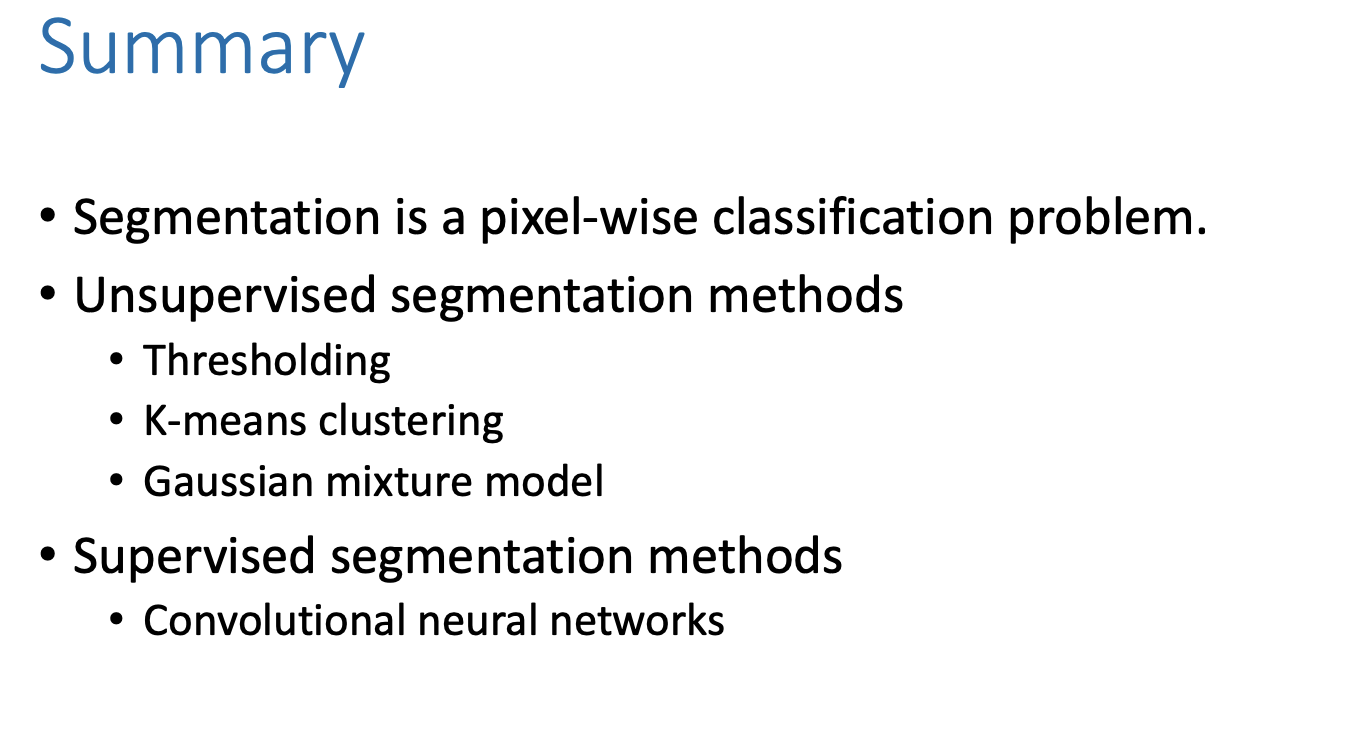 Summary
• Segmentation is a pixel-wise classification problem.
• Unsupervised segmentation methods
• Thresholding
• K-means clustering
• Gaussian mixture model
• Supervised segmentation methods
• Convolutional neural networks